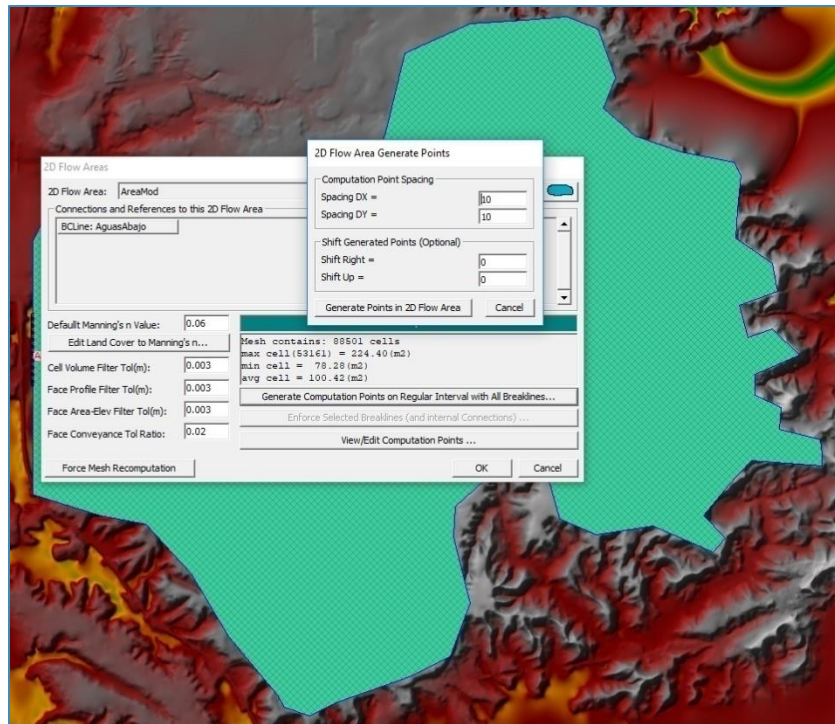 2D Flow Areas
2D Flow Area: AreaMod
Connections and References to this 2D Flow Area
BCLine: AguasAbajo
Default Manning's n Value: 0.06
Edit Land Cover to Manning's n...
Cell Volume Filter Tol(m): 0.003
Face Profile Filter Tol(m): 0.003
Face Area-Elev Filter Tol(m): 0.003
Face Conveyance Tol Ratio: 0.02
Mesh contains: 88501 cells
max cell(53161) = 224.40(m2)
min cell = 78.28(m2)
avg cell = 100.42(m2)
Generate Computation Points on Regular Interval with All Breaklines...
Enforce Selected Breaklines (and internal Connections) ...
View/Edit Computation Points ...
Force Mesh Recomputation
OK
Cancel
2D Flow Area Generate Points
Computation Point Spacing
Spacing DX = 10
Spacing DY = 10
Shift Generated Points (Optional)
Shift Right = 0
Shift Up = 0
Generate Points in 2D Flow Area
Cancel